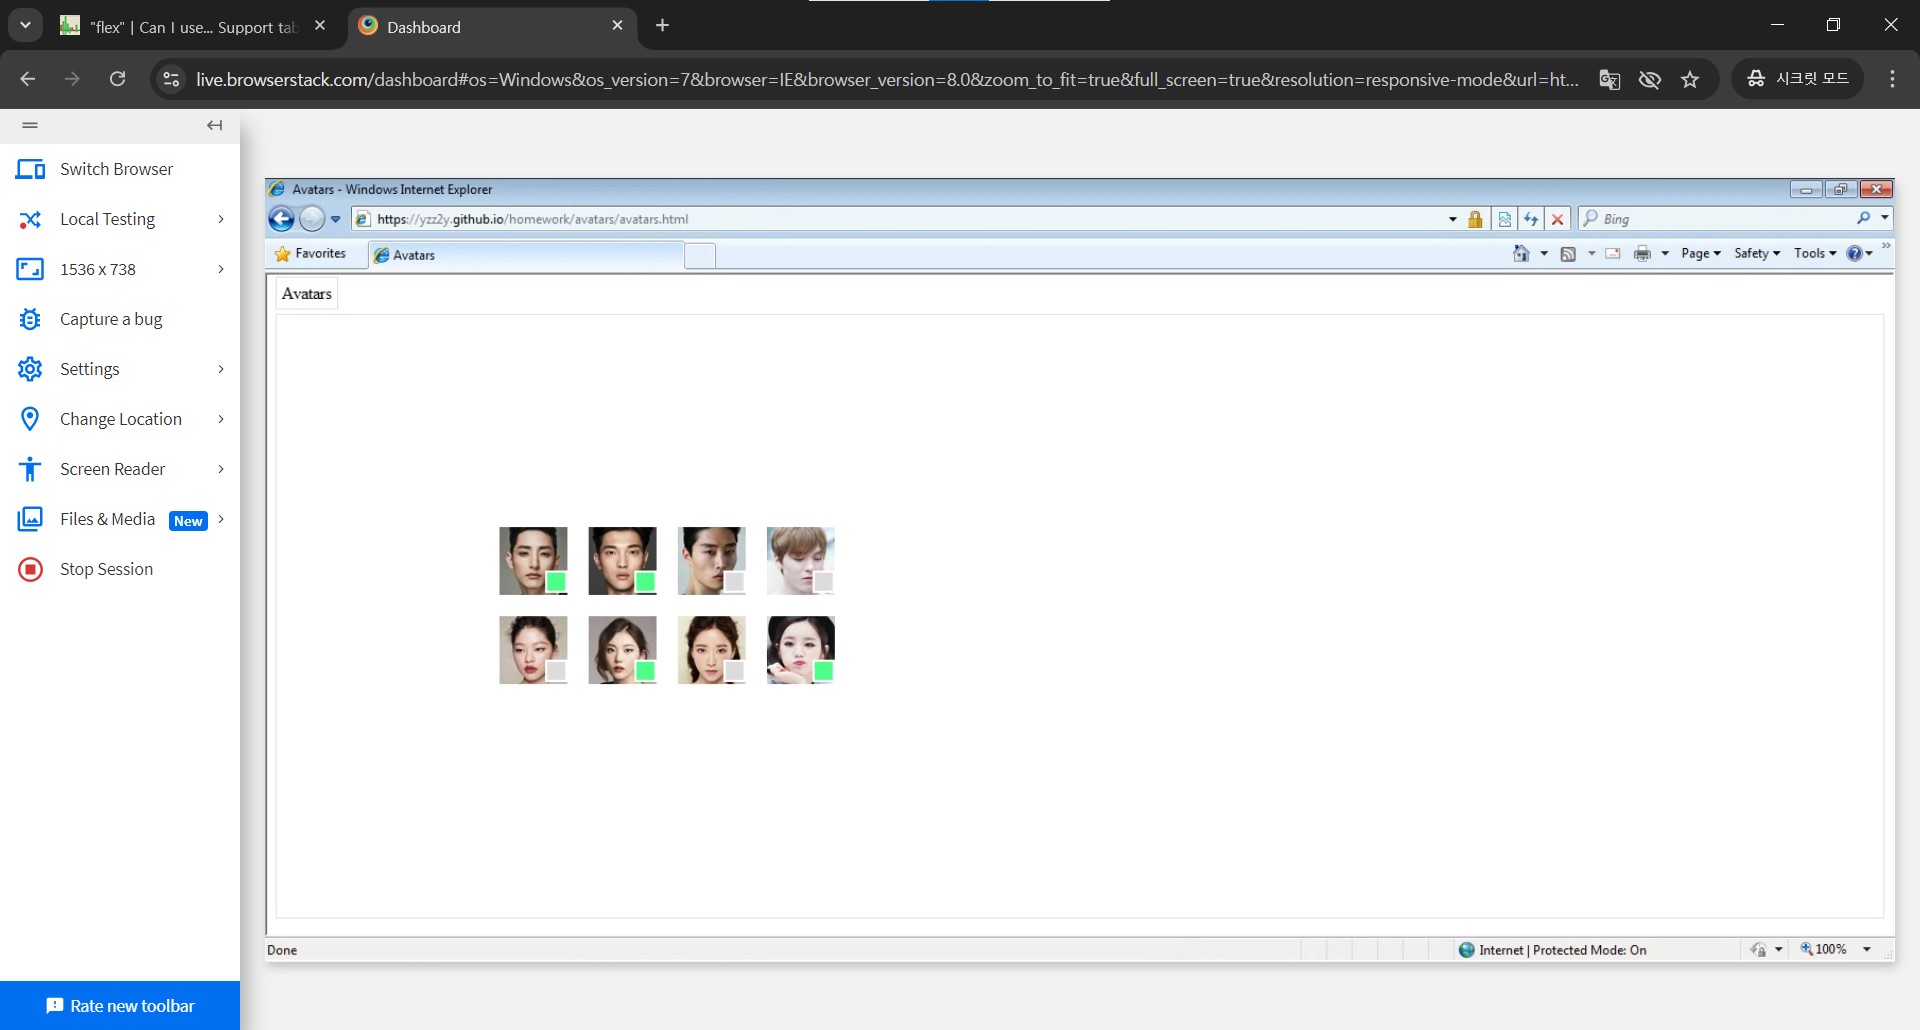 "flex" | Can I use... Support tab
Dashboard
live.browserstack.com/dashboard#os=Windows&os_version=7&browser=IE&browser_version=8.0&zoom_to_fit=true&full_screen=true&resolution=responsive-mode&url=ht...
시크릿 모드
Switch Browser
Local Testing
1536 x 738
Capture a bug
Settings
Change Location
Screen Reader
Files & Media New
Stop Session
Rate new toolbar
Avatars - Windows Internet Explorer
https://yzz2y.github.io/homework/avatars/avatars.html
Bing
Favorites
Avatars
Page
Safety
Tools
Avatars
Done
Internet | Protected Mode: On
100%